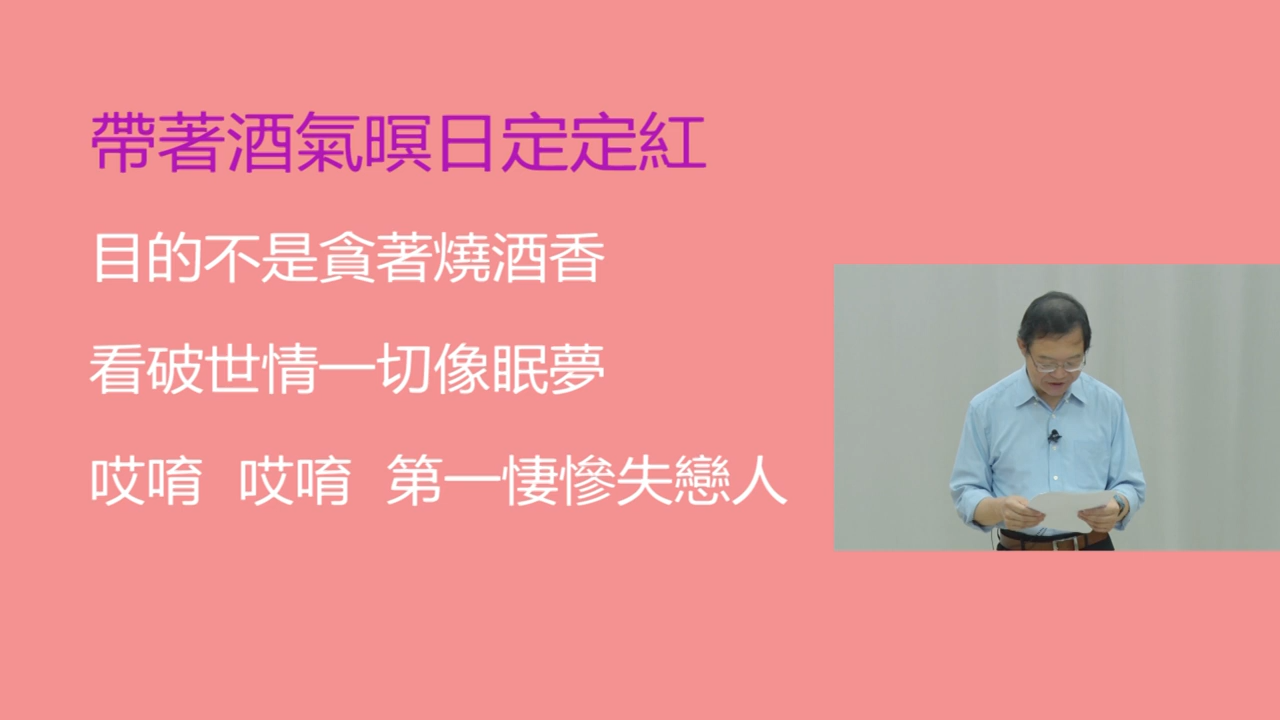 帶著酒氣暝日定定紅
目的不是貪著燒酒香
看破世情一切像眠夢
哎唷 哎唷 第一悽慘失戀人